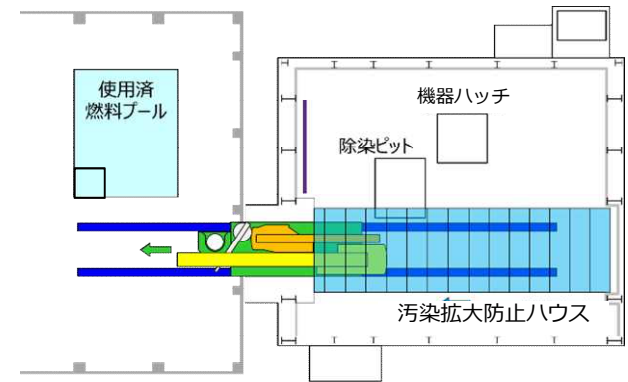 使用済
燃料プール
機器ハッチ
除染ピット
汚染拡大防止ハウス